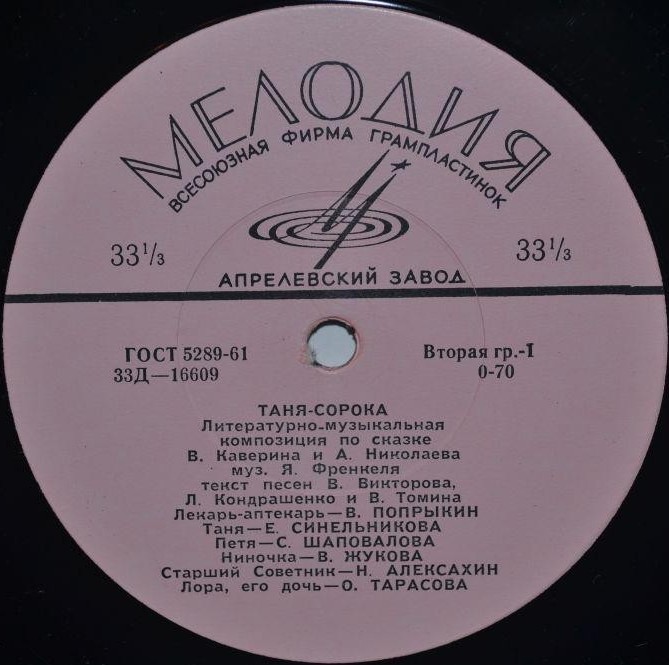 МЕЛОДИЯ
ВСЕСОЮЗНАЯ ФИРМА ГРАМПЛАСТИНОК
33⅓ 33⅓
АПРЕЛЕВСКИЙ ЗАВОД
ГОСТ 5289-61 Вторая гр.-I
33Д—16609 0-70
ТАНЯ-СОРОКА
Литературно-музыкальная
композиция по сказке
В. Каверина и А. Николаева
муз. Я. Френкеля
текст песен В. Викторова,
Л. Кондрашенко и В. Томина
Лекарь-аптекарь—В. ПОПРЫКИН
Таня—Е. СИНЕЛЬНИКОВА
Петя—С. ШАПОВАЛОВА
Ниночка—В. ЖУКОВА
Старший Советник—Н. АЛЕКСАХИН
Лора, его дочь—О. ТАРАСОВА